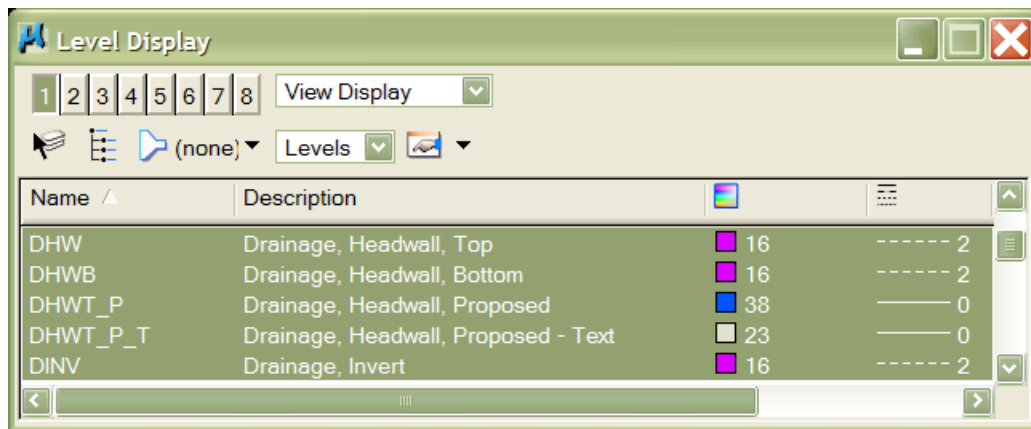 Level Display
1 2 3 4 5 6 7 8 View Display
(none) Levels
Name Description
DHW Drainage, Headwall, Top 16 2
DHWB Drainage, Headwall, Bottom 16 2
DHWT_P Drainage, Headwall, Proposed 38 0
DHWT_P_T Drainage, Headwall, Proposed - Text 23 0
DINV Drainage, Invert 16 2